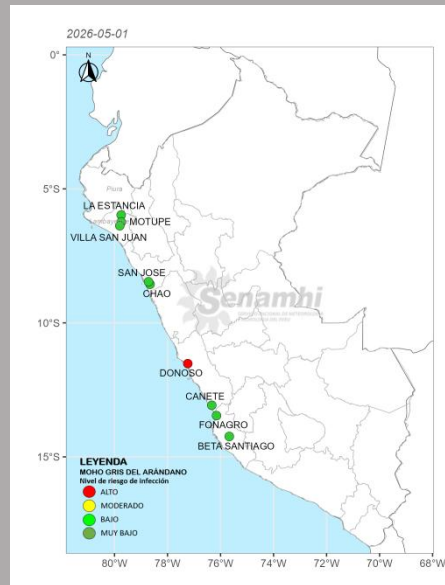 2026-05-01
N
0°
5°S
10°S
15°S
Piura
LA ESTANCIA
MOTUPE
VILLA SAN JUAN
SAN JOSE
CHAO
Senamhi
DONOSO
CANETE
FONAGRO
BETA SANTIAGO
LEYENDA
MOHO GRIS DEL ARÁNDANO
Nivel de riesgo de infección
ALTO
MODERADO
BAJO
MUY BAJO
80°W 78°W 76°W 74°W 72°W 70°W 68°W